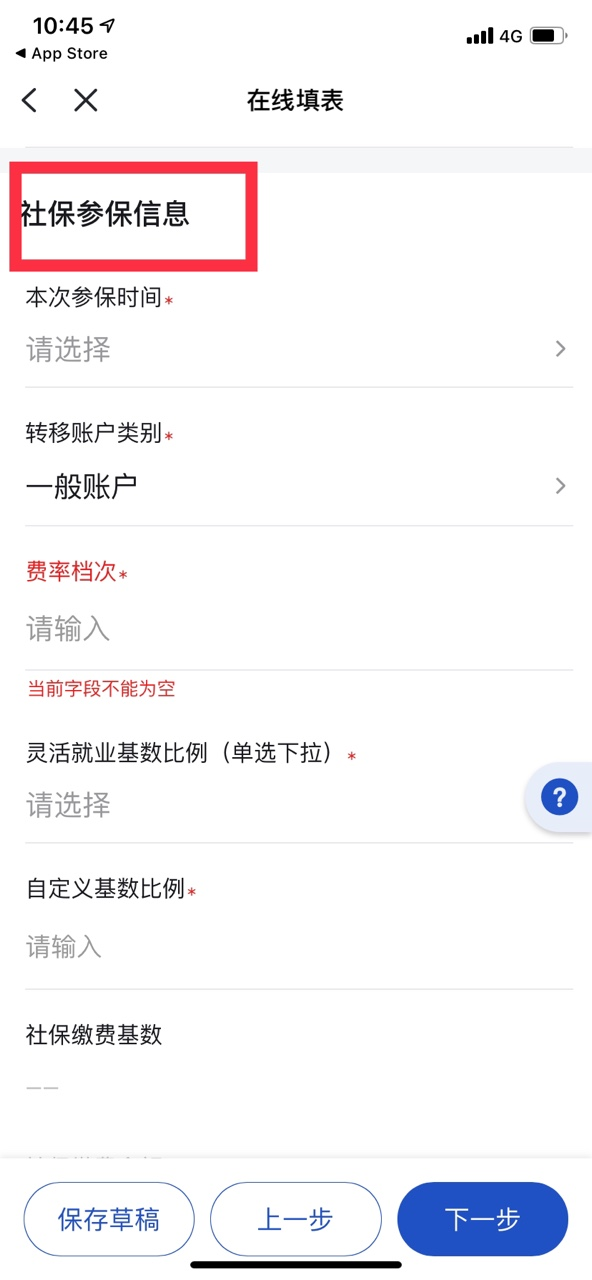 10:45
4G
App Store
在线填表
社保参保信息
本次参保时间*
请选择
转移账户类别*
一般账户
费率档次*
请输入
当前字段不能为空
灵活就业基数比例（单选下拉）*
请选择
?
自定义基数比例*
请输入
社保缴费基数
——
保存草稿
上一步
下一步